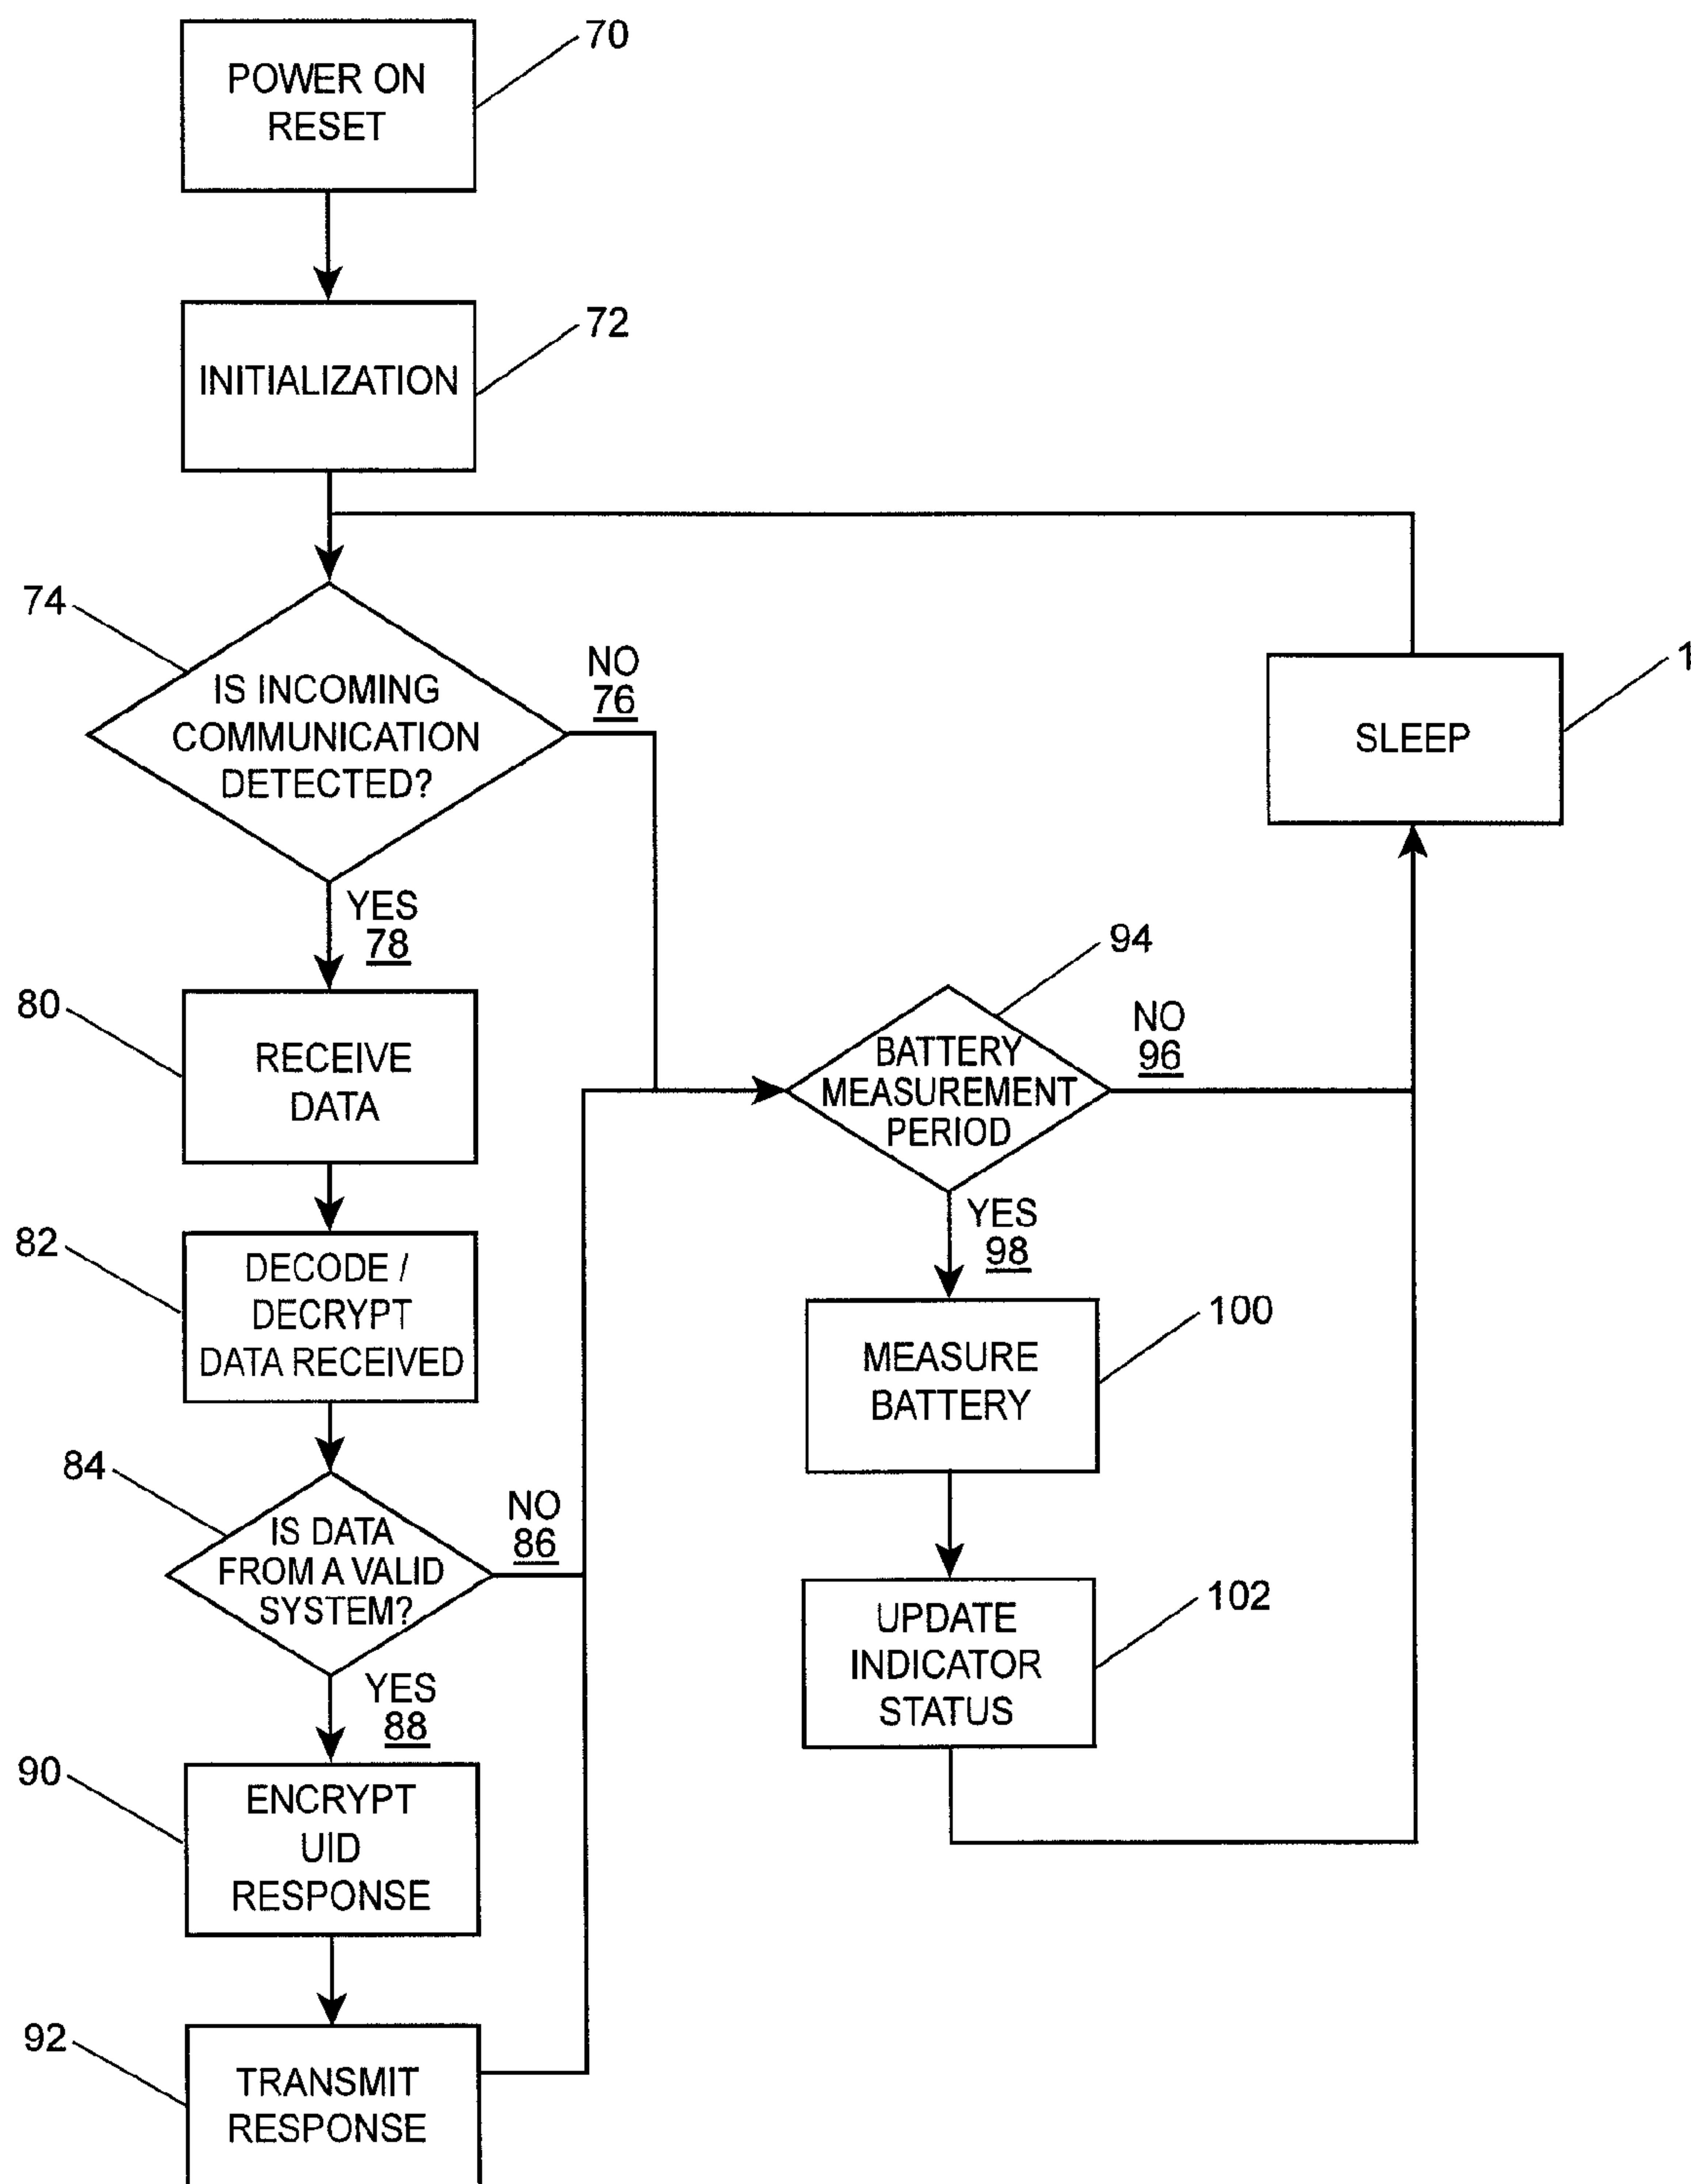 70
POWER ON
RESET
72
INITIALIZATION
74
IS INCOMING
COMMUNICATION
DETECTED?
NO
76
SLEEP
YES
78
80
RECEIVE
DATA
94
BATTERY
MEASUREMENT
PERIOD
NO
96
82
DECODE /
DECRYPT
DATA RECEIVED
YES
98
100
MEASURE
BATTERY
84
IS DATA
FROM A VALID
SYSTEM?
NO
86
102
UPDATE
INDICATOR
STATUS
YES
88
90
ENCRYPT
UID
RESPONSE
92
TRANSMIT
RESPONSE